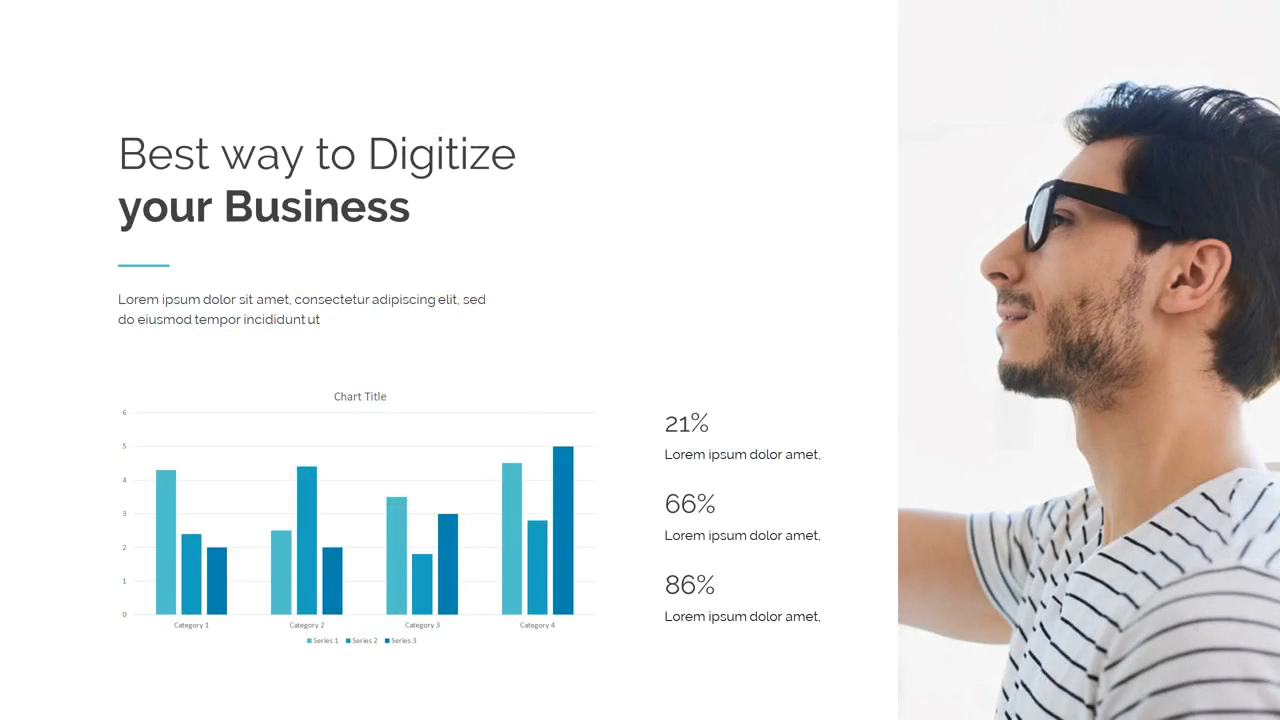 Best way to Digitize
your Business
Lorem ipsum dolor sit amet, consectetur adipiscing elit, sed
do eiusmod tempor incididunt ut
Chart Title
6
5
4
3
2
1
0
Category 1 Category 2 Category 3 Category 4
Series 1 Series 2 Series 3
21%
Lorem ipsum dolor amet,
66%
Lorem ipsum dolor amet,
86%
Lorem ipsum dolor amet,